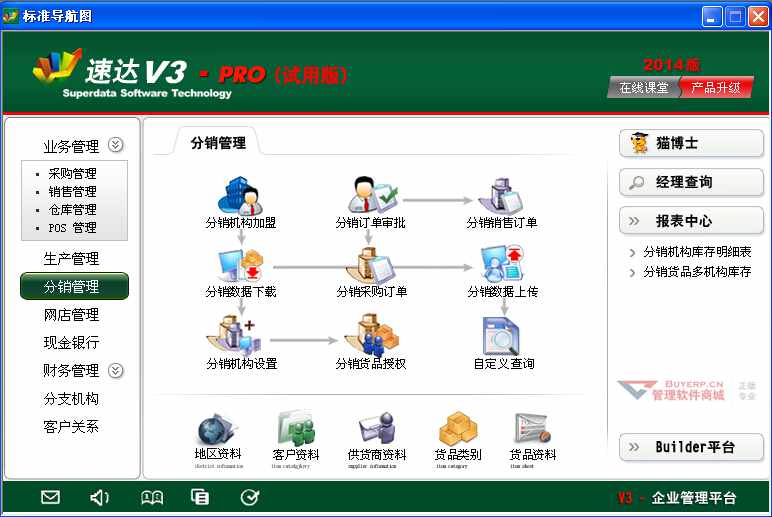 标准导航图
速达 V3 - PRO (试用版)
Superdata Software Technology
2014版
在线课堂 产品升级
业务管理
采购管理
销售管理
仓库管理
POS 管理
生产管理
分销管理
网店管理
现金银行
财务管理
分支机构
客户关系
分销管理
分销机构加盟 分销订单审批 分销销售订单
分销数据下载 分销采购订单 分销数据上传
分销机构设置 分销货品授权 自定义查询
地区资料 客户资料 供货商资料 货品类别 货品资料
district infomation supplier infomation item category item sheet
猫博士
经理查询
报表中心
分销机构库存明细表
分销货品多机构库存
BUYERP.CN
管理软件商城
正版
专业
Builder平台
V3 - 企业管理平台